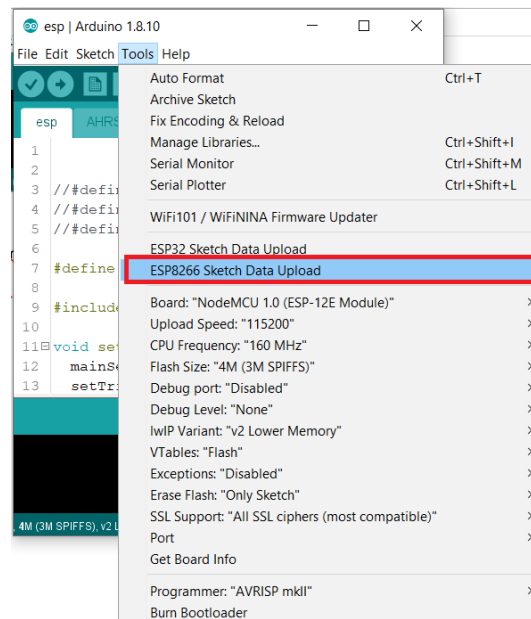 esp | Arduino 1.8.10
File Edit Sketch Tools Help
esp AHRS
Auto Format Ctrl+T
Archive Sketch
Fix Encoding & Reload
Manage Libraries... Ctrl+Shift+I
Serial Monitor Ctrl+Shift+M
Serial Plotter Ctrl+Shift+L
WiFi101 / WiFiNINA Firmware Updater
ESP32 Sketch Data Upload
ESP8266 Sketch Data Upload
Board: "NodeMCU 1.0 (ESP-12E Module)"
Upload Speed: "115200"
CPU Frequency: "160 MHz"
Flash Size: "4M (3M SPIFFS)"
Debug port: "Disabled"
Debug Level: "None"
lwIP Variant: "v2 Lower Memory"
VTables: "Flash"
Exceptions: "Disabled"
Erase Flash: "Only Sketch"
SSL Support: "All SSL ciphers (most compatible)"
Port
Get Board Info
Programmer: "AVRISP mkII"
Burn Bootloader
1
2
3 //#defi
4 //#defi
5 //#defi
6
7 #define
8
9 #include
10
11 void set
12 mainSe
13 setTri
, 4M (3M SPIFFS), v2 L